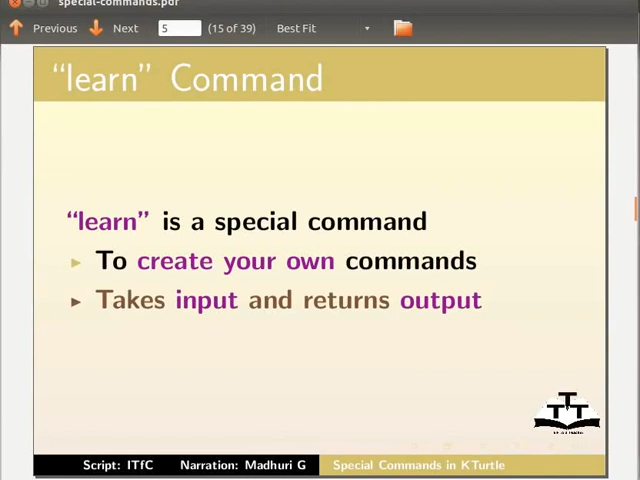 special-commands.pdf
Previous Next 5 (15 of 39) Best Fit
“learn” Command
“learn” is a special command
To create your own commands
Takes input and returns output
TTT
Script: ITfC Narration: Madhuri G Special Commands in KTurtle